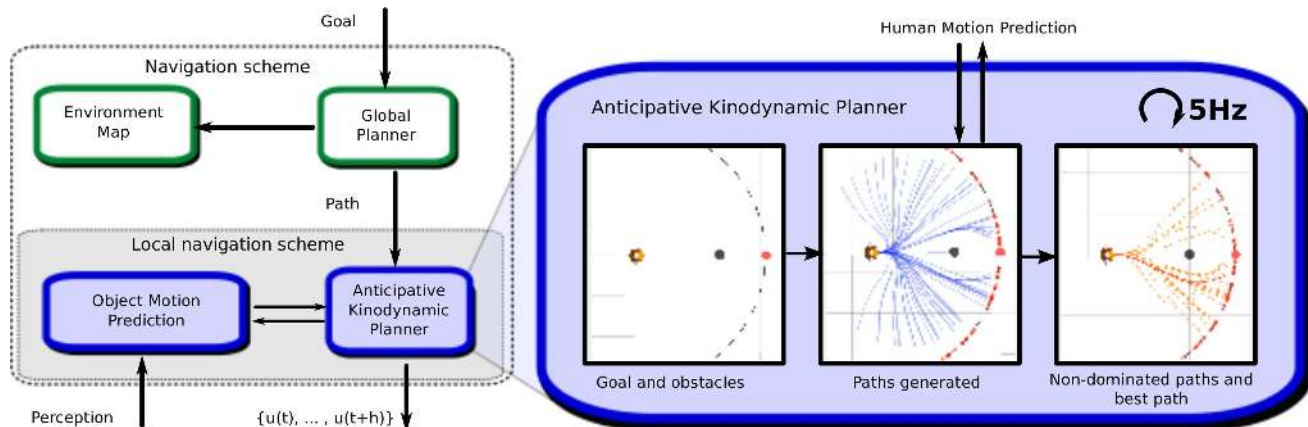 Goal
Navigation scheme
Environment
Map
Global
Planner
Path
Local navigation scheme
Object Motion
Prediction
Anticipative
Kinodynamic
Planner
Perception
{u(t), ... , u(t+h)}
Human Motion Prediction
Anticipative Kinodynamic Planner
5Hz
Goal and obstacles
Paths generated
Non-dominated paths and
best path